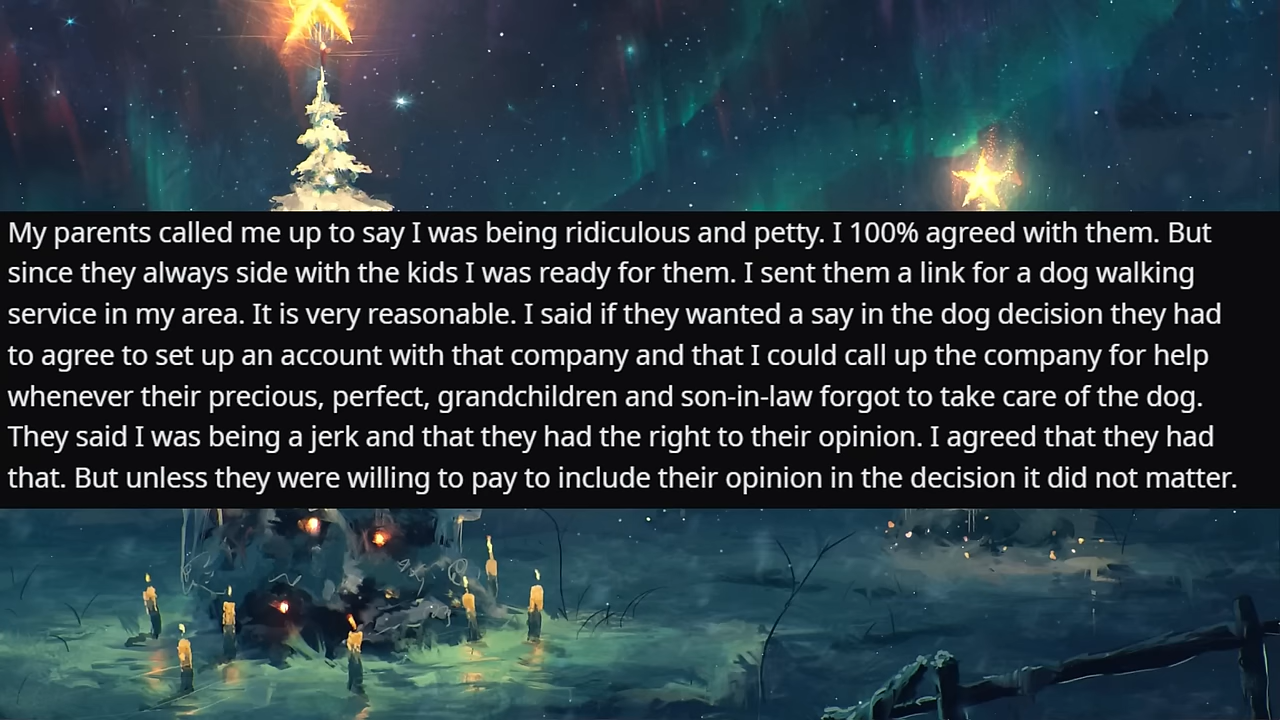 My parents called me up to say I was being ridiculous and petty. I 100% agreed with them. But
since they always side with the kids I was ready for them. I sent them a link for a dog walking
service in my area. It is very reasonable. I said if they wanted a say in the dog decision they had
to agree to set up an account with that company and that I could call up the company for help
whenever their precious, perfect, grandchildren and son-in-law forgot to take care of the dog.
They said I was being a jerk and that they had the right to their opinion. I agreed that they had
that. But unless they were willing to pay to include their opinion in the decision it did not matter.